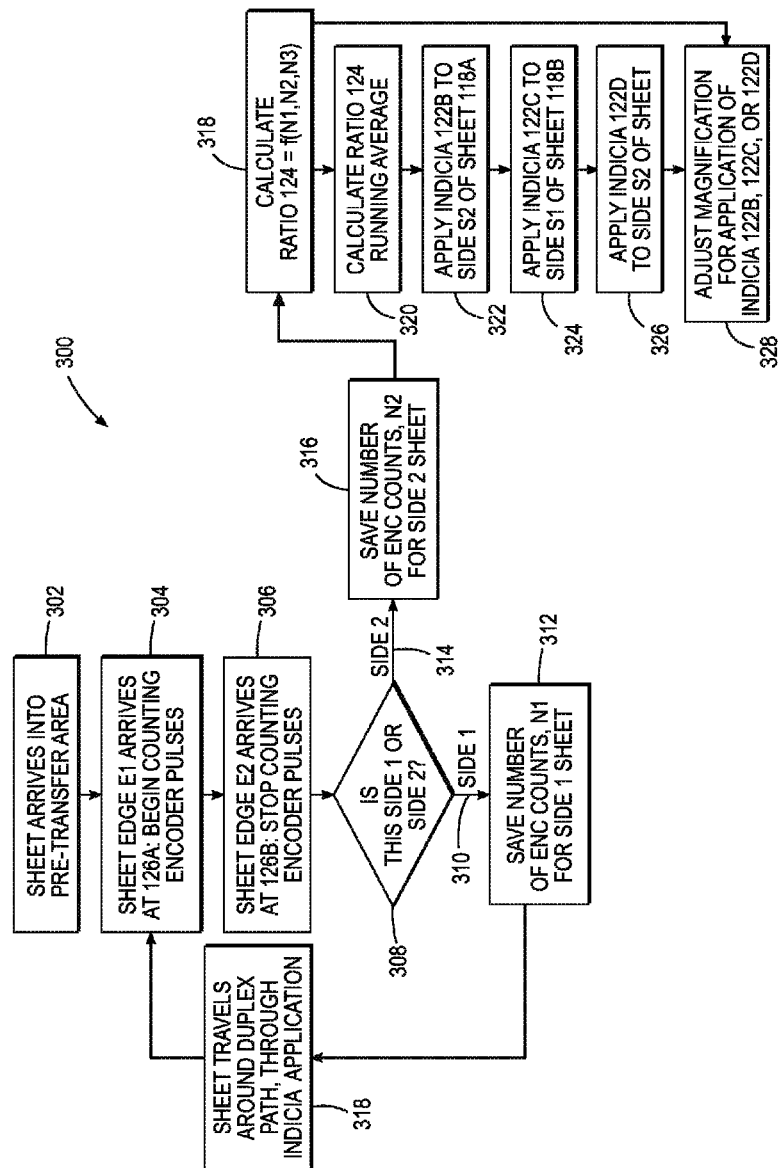 300
302
SHEET ARRIVES INTO
PRE-TRANSFER AREA
304
SHEET EDGE E1 ARRIVES
AT 126A: BEGIN COUNTING
ENCODER PULSES
306
SHEET EDGE E2 ARRIVES
AT 126B: STOP COUNTING
ENCODER PULSES
308
IS
THIS SIDE 1 OR
SIDE 2?
310
SIDE 1
312
SAVE NUMBER
OF ENC COUNTS, N1
FOR SIDE 1 SHEET
318
SHEET TRAVELS
AROUND DUPLEX
PATH, THROUGH
INDICIA APPLICATION
314
SIDE 2
316
SAVE NUMBER
OF ENC COUNTS, N2
FOR SIDE 2 SHEET
318
CALCULATE
RATIO 124 = f(N1,N2,N3)
320
CALCULATE RATIO 124
RUNNING AVERAGE
322
APPLY INDICIA 122B TO
SIDE S2 OF SHEET 118A
324
APPLY INDICIA 122C TO
SIDE S1 OF SHEET 118B
326
APPLY INDICIA 122D
TO SIDE S2 OF SHEET
328
ADJUST MAGNIFICATION
FOR APPLICATION OF
INDICIA 122B, 122C, OR 122D